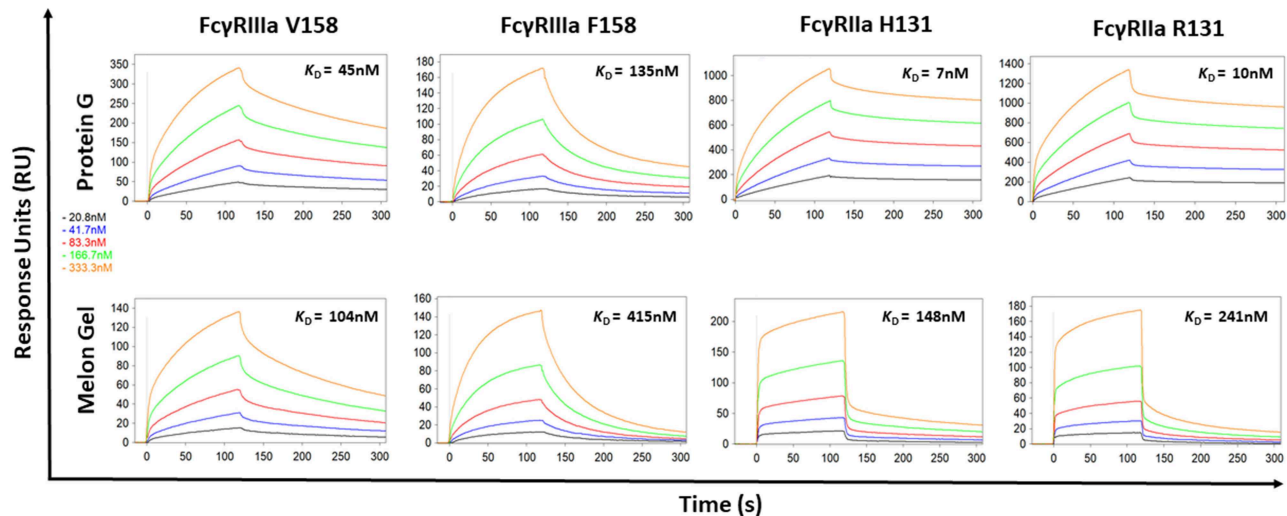 FcγRIIIa V158
FcγRIIIa F158
FcγRIIa H131
FcγRIIa R131
Response Units (RU)
Protein G
350
300
250
200
150
100
50
0
0 50 100 150 200 250 300
KD = 45nM
180
160
140
120
100
80
60
40
20
0
0 50 100 150 200 250 300
KD = 135nM
1000
800
600
400
200
0
0 50 100 150 200 250 300
KD = 7nM
1400
1200
1000
800
600
400
200
0
0 50 100 150 200 250 300
KD = 10nM
- 20.8nM
- 41.7nM
- 83.3nM
- 166.7nM
- 333.3nM
Melon Gel
140
120
100
80
60
40
20
0
0 50 100 150 200 250 300
KD = 104nM
160
140
120
100
80
60
40
20
0
0 50 100 150 200 250 300
KD = 415nM
200
150
100
50
0
0 50 100 150 200 250 300
KD = 148nM
180
160
140
120
100
80
60
40
20
0
0 50 100 150 200 250 300
KD = 241nM
Time (s)